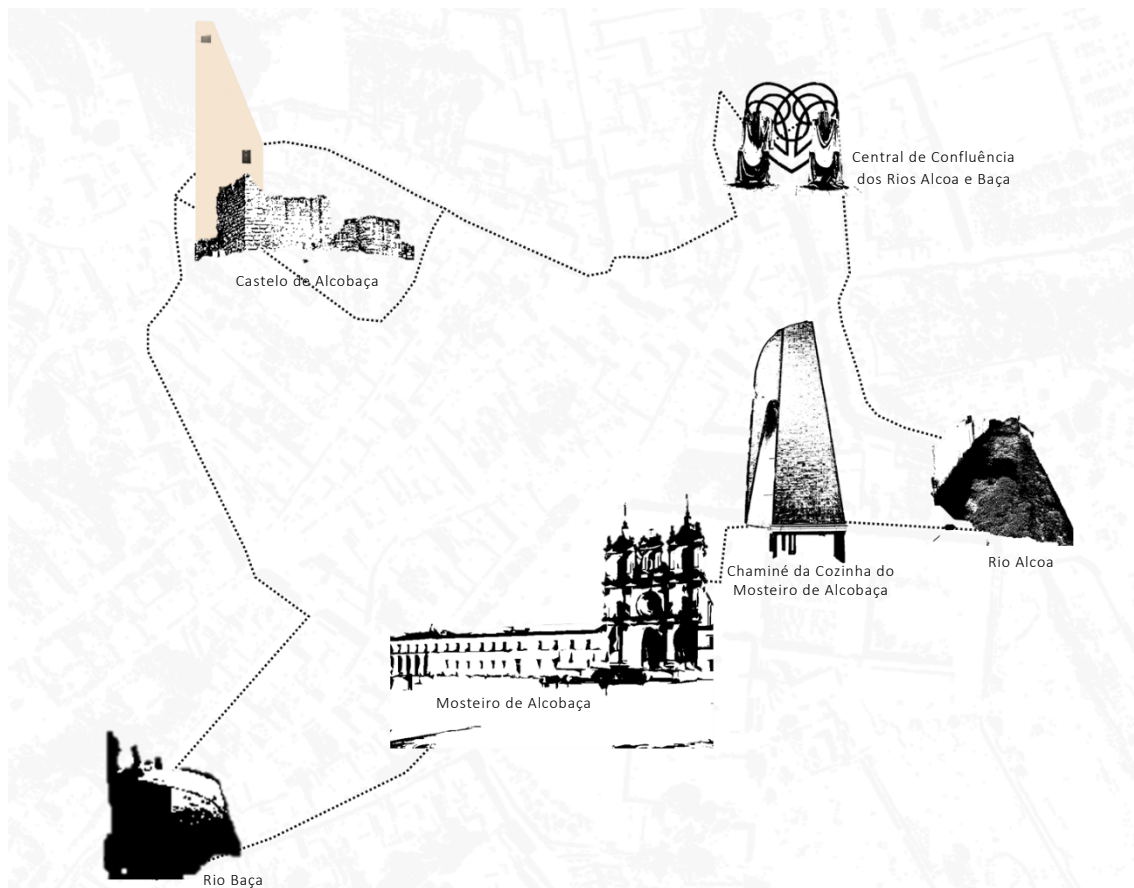 Central de Confluência
dos Rios Alcoa e Baça
Castelo de Alcobaça
Rio Alcoa
Chaminé da Cozinha do
Mosteiro de Alcobaça
Mosteiro de Alcobaça
Rio Baça